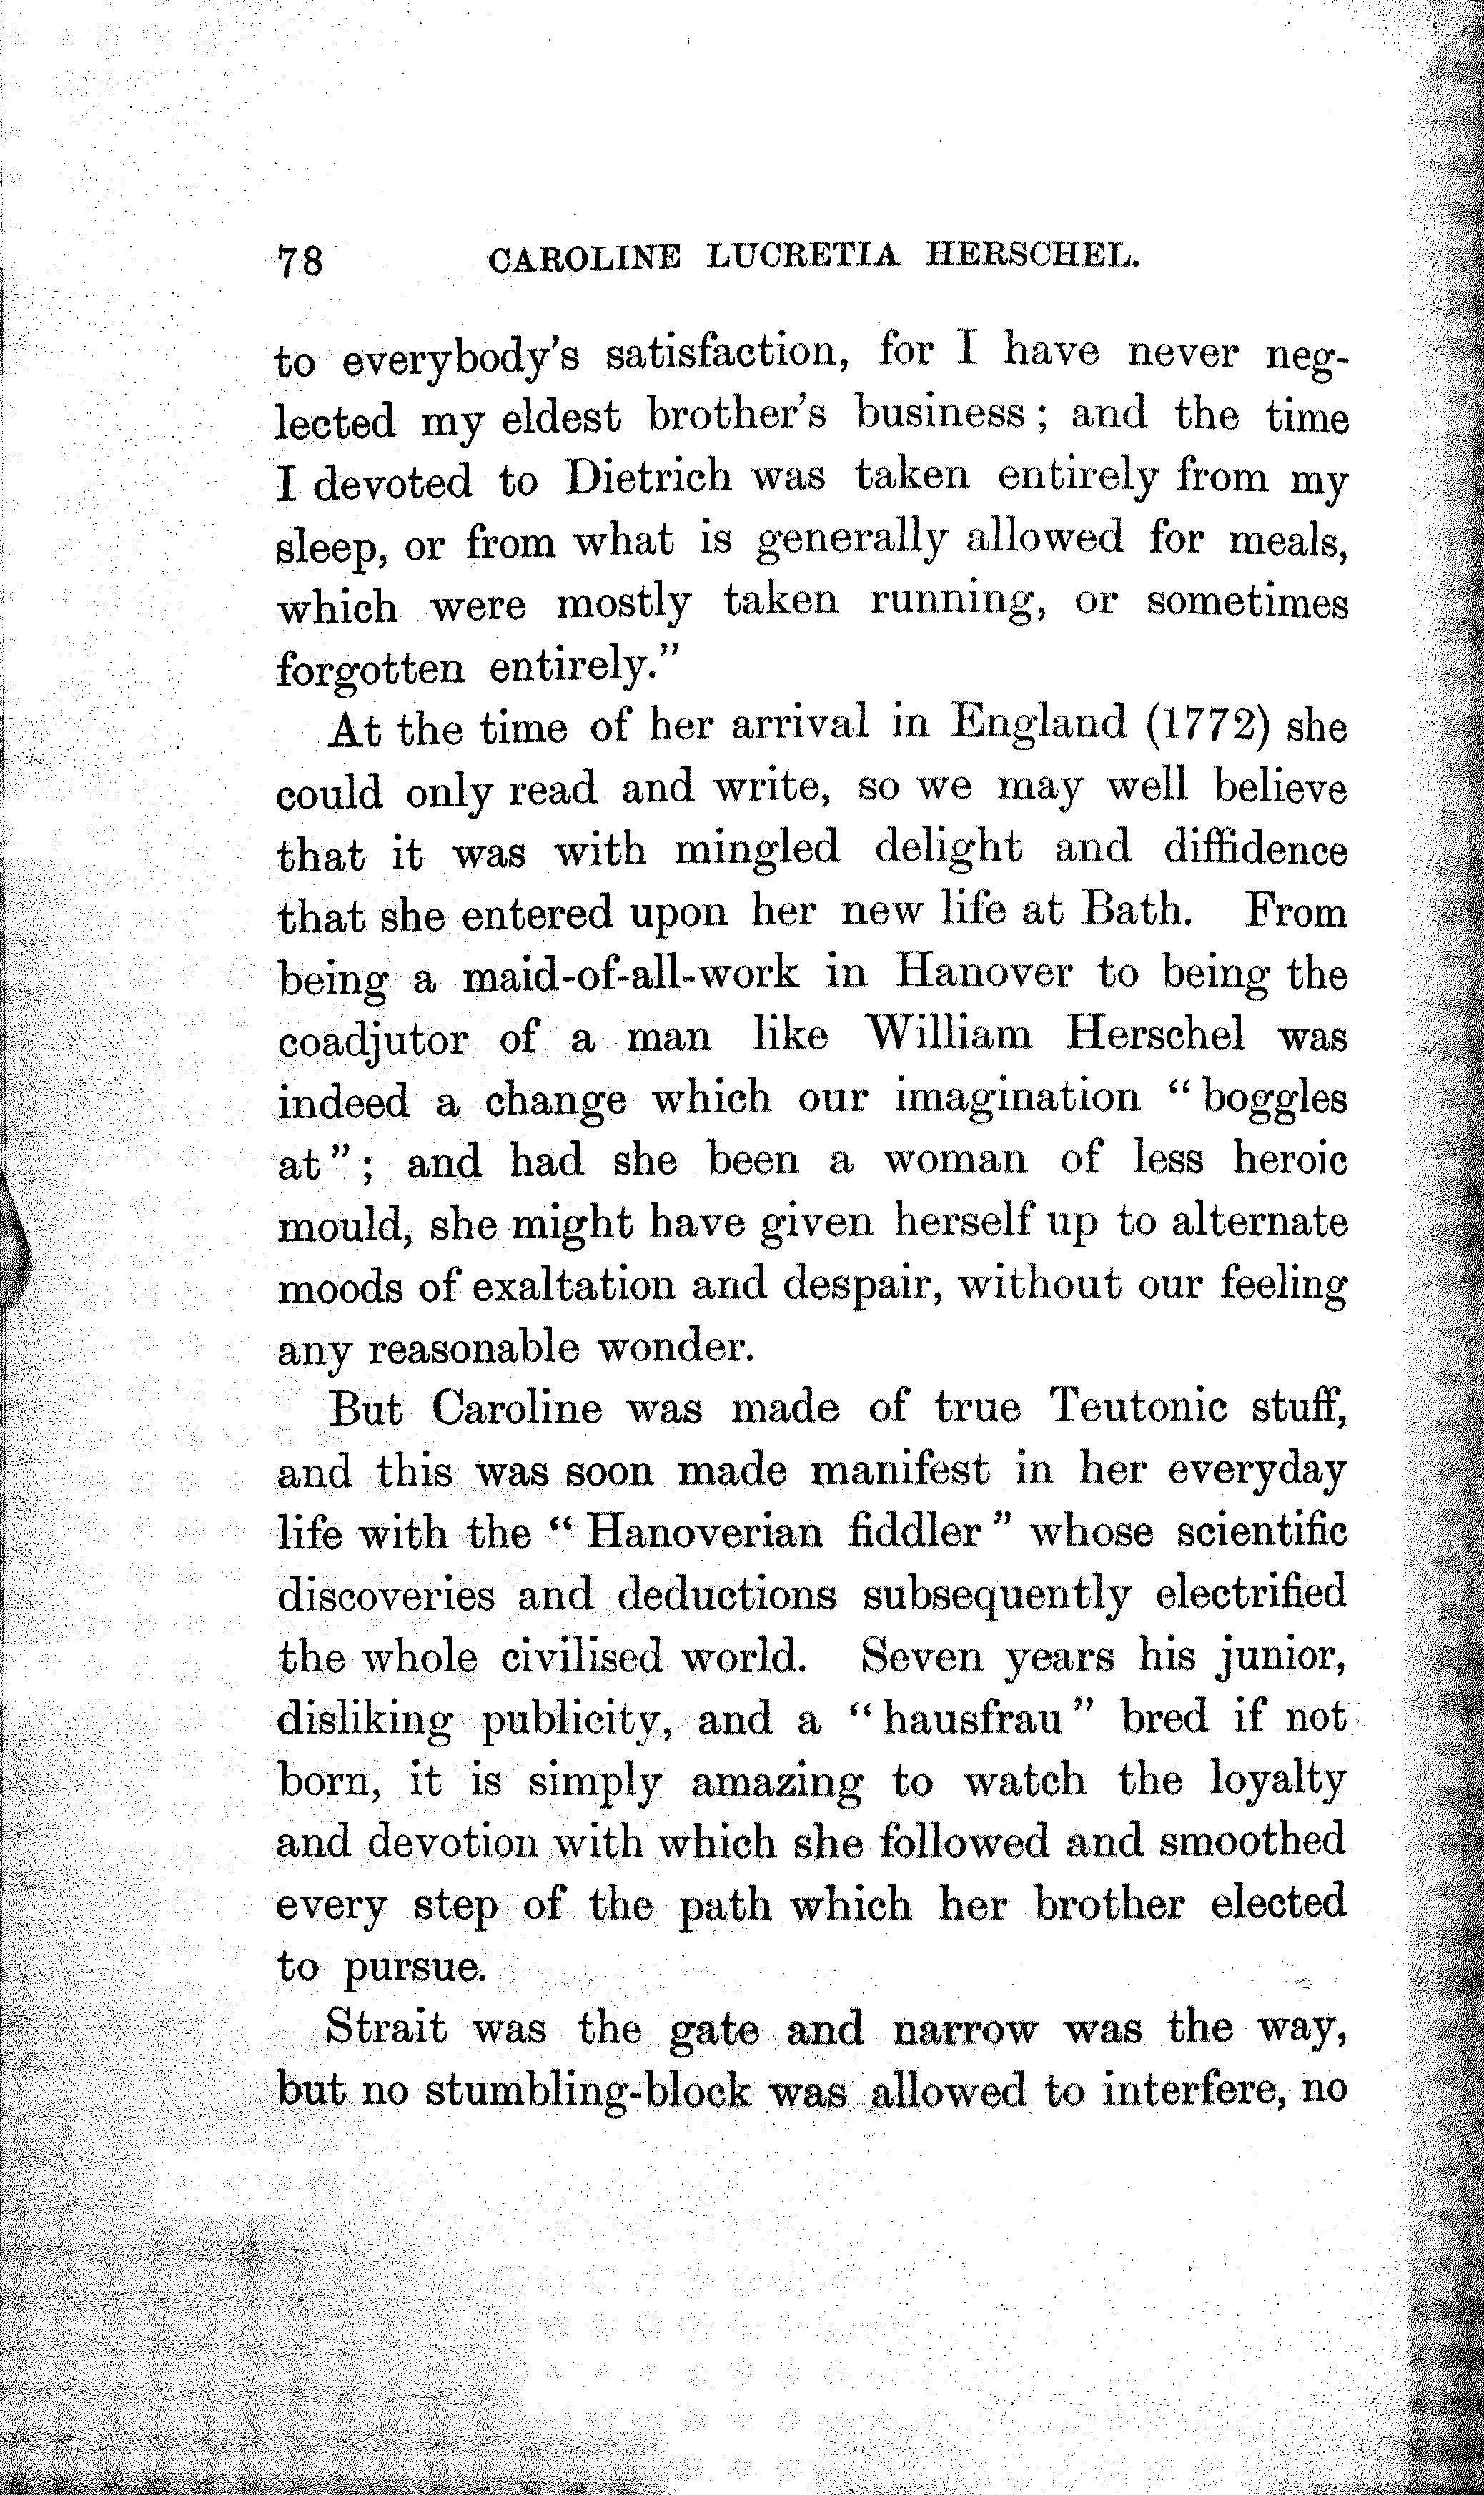 78 CAROLINE LUCRETIA HERSCHEL.
to everybody's satisfaction, for I have never neg-
lected my eldest brother's business; and the time
I devoted to Dietrich was taken entirely from my
sleep, or from what is generally allowed for meals,
which were mostly taken running, or sometimes
forgotten entirely."
At the time of her arrival in England (1772) she
could only read and write, so we may well believe
that it was with mingled delight and diffidence
that she entered upon her new life at Bath. From
being a maid-of-all-work in Hanover to being the
coadjutor of a man like William Herschel was
indeed a change which our imagination "boggles
at"; and had she been a woman of less heroic
mould, she might have given herself up to alternate
moods of exaltation and despair, without our feeling
any reasonable wonder.
But Caroline was made of true Teutonic stuff,
and this was soon made manifest in her everyday
life with the "Hanoverian fiddler" whose scientific
discoveries and deductions subsequently electrified
the whole civilised world. Seven years his junior,
disliking publicity, and a "hausfrau" bred if not
born, it is simply amazing to watch the loyalty
and devotion with which she followed and smoothed
every step of the path which her brother elected
to pursue.
Strait was the gate and narrow was the way,
but no stumbling-block was allowed to interfere, no